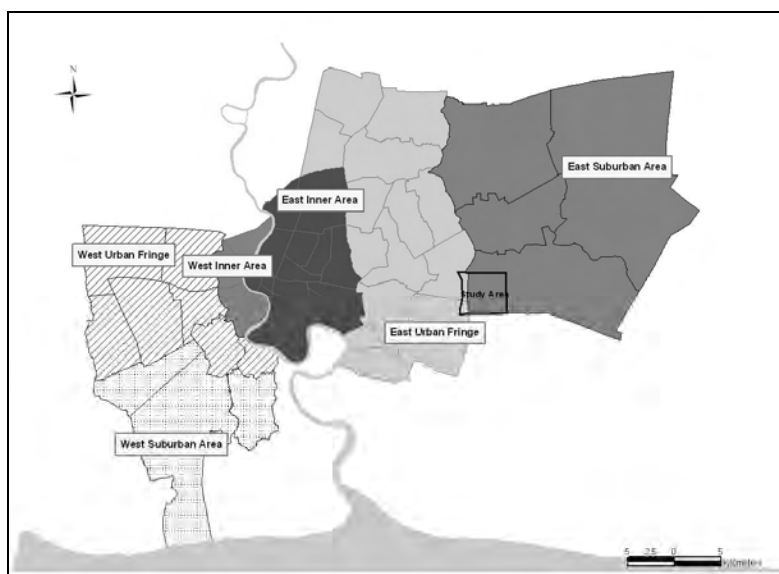 N
East Suburban Area
East Inner Area
West Urban Fringe
West Inner Area
Study Area
East Urban Fringe
West Suburban Area
5 2.5 0 5